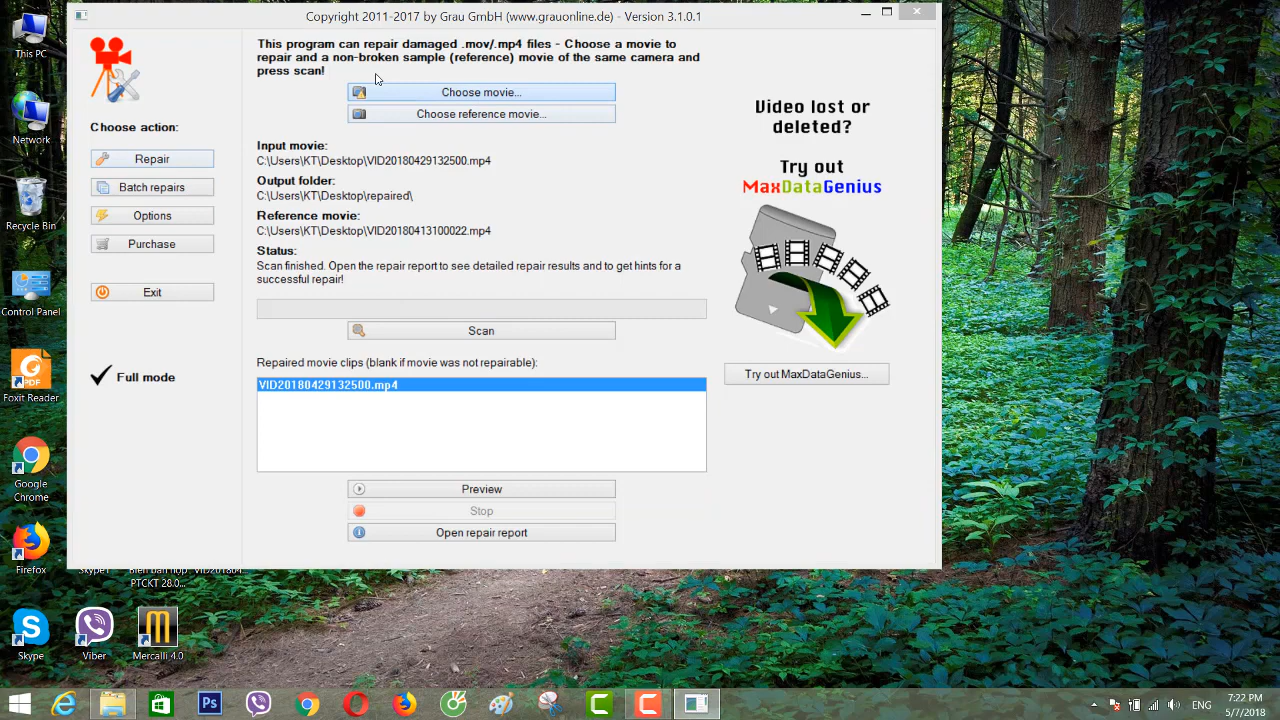 Copyright 2011-2017 by Grau GmbH (www.grauonline.de) - Version 3.1.0.1
This PC
Network
Recycle Bin
Control Panel
Foxit Reader
Google
Chrome
Firefox
Skype
Viber
Mercalli 4.0
PTCKT 28.0...
Choose action:
Repair
Batch repairs
Options
Purchase
Exit
Full mode
This program can repair damaged .mov/.mp4 files - Choose a movie to
repair and a non-broken sample (reference) movie of the same camera and
press scan!
Choose movie...
Choose reference movie...
Input movie:
C:\Users\KT\Desktop\VID20180429132500.mp4
Output folder:
C:\Users\KT\Desktop\repaired\
Reference movie:
C:\Users\KT\Desktop\VID20180413100022.mp4
Status:
Scan finished. Open the repair report to see detailed repair results and to get hints for a
successful repair!
Scan
Repaired movie clips (blank if movie was not repairable):
VID20180429132500.mp4
Preview
Stop
Open repair report
Video lost or
deleted?
Try out
MaxDataGenius
Try out MaxDataGenius...
Ps
ENG
7:22 PM
5/7/2018